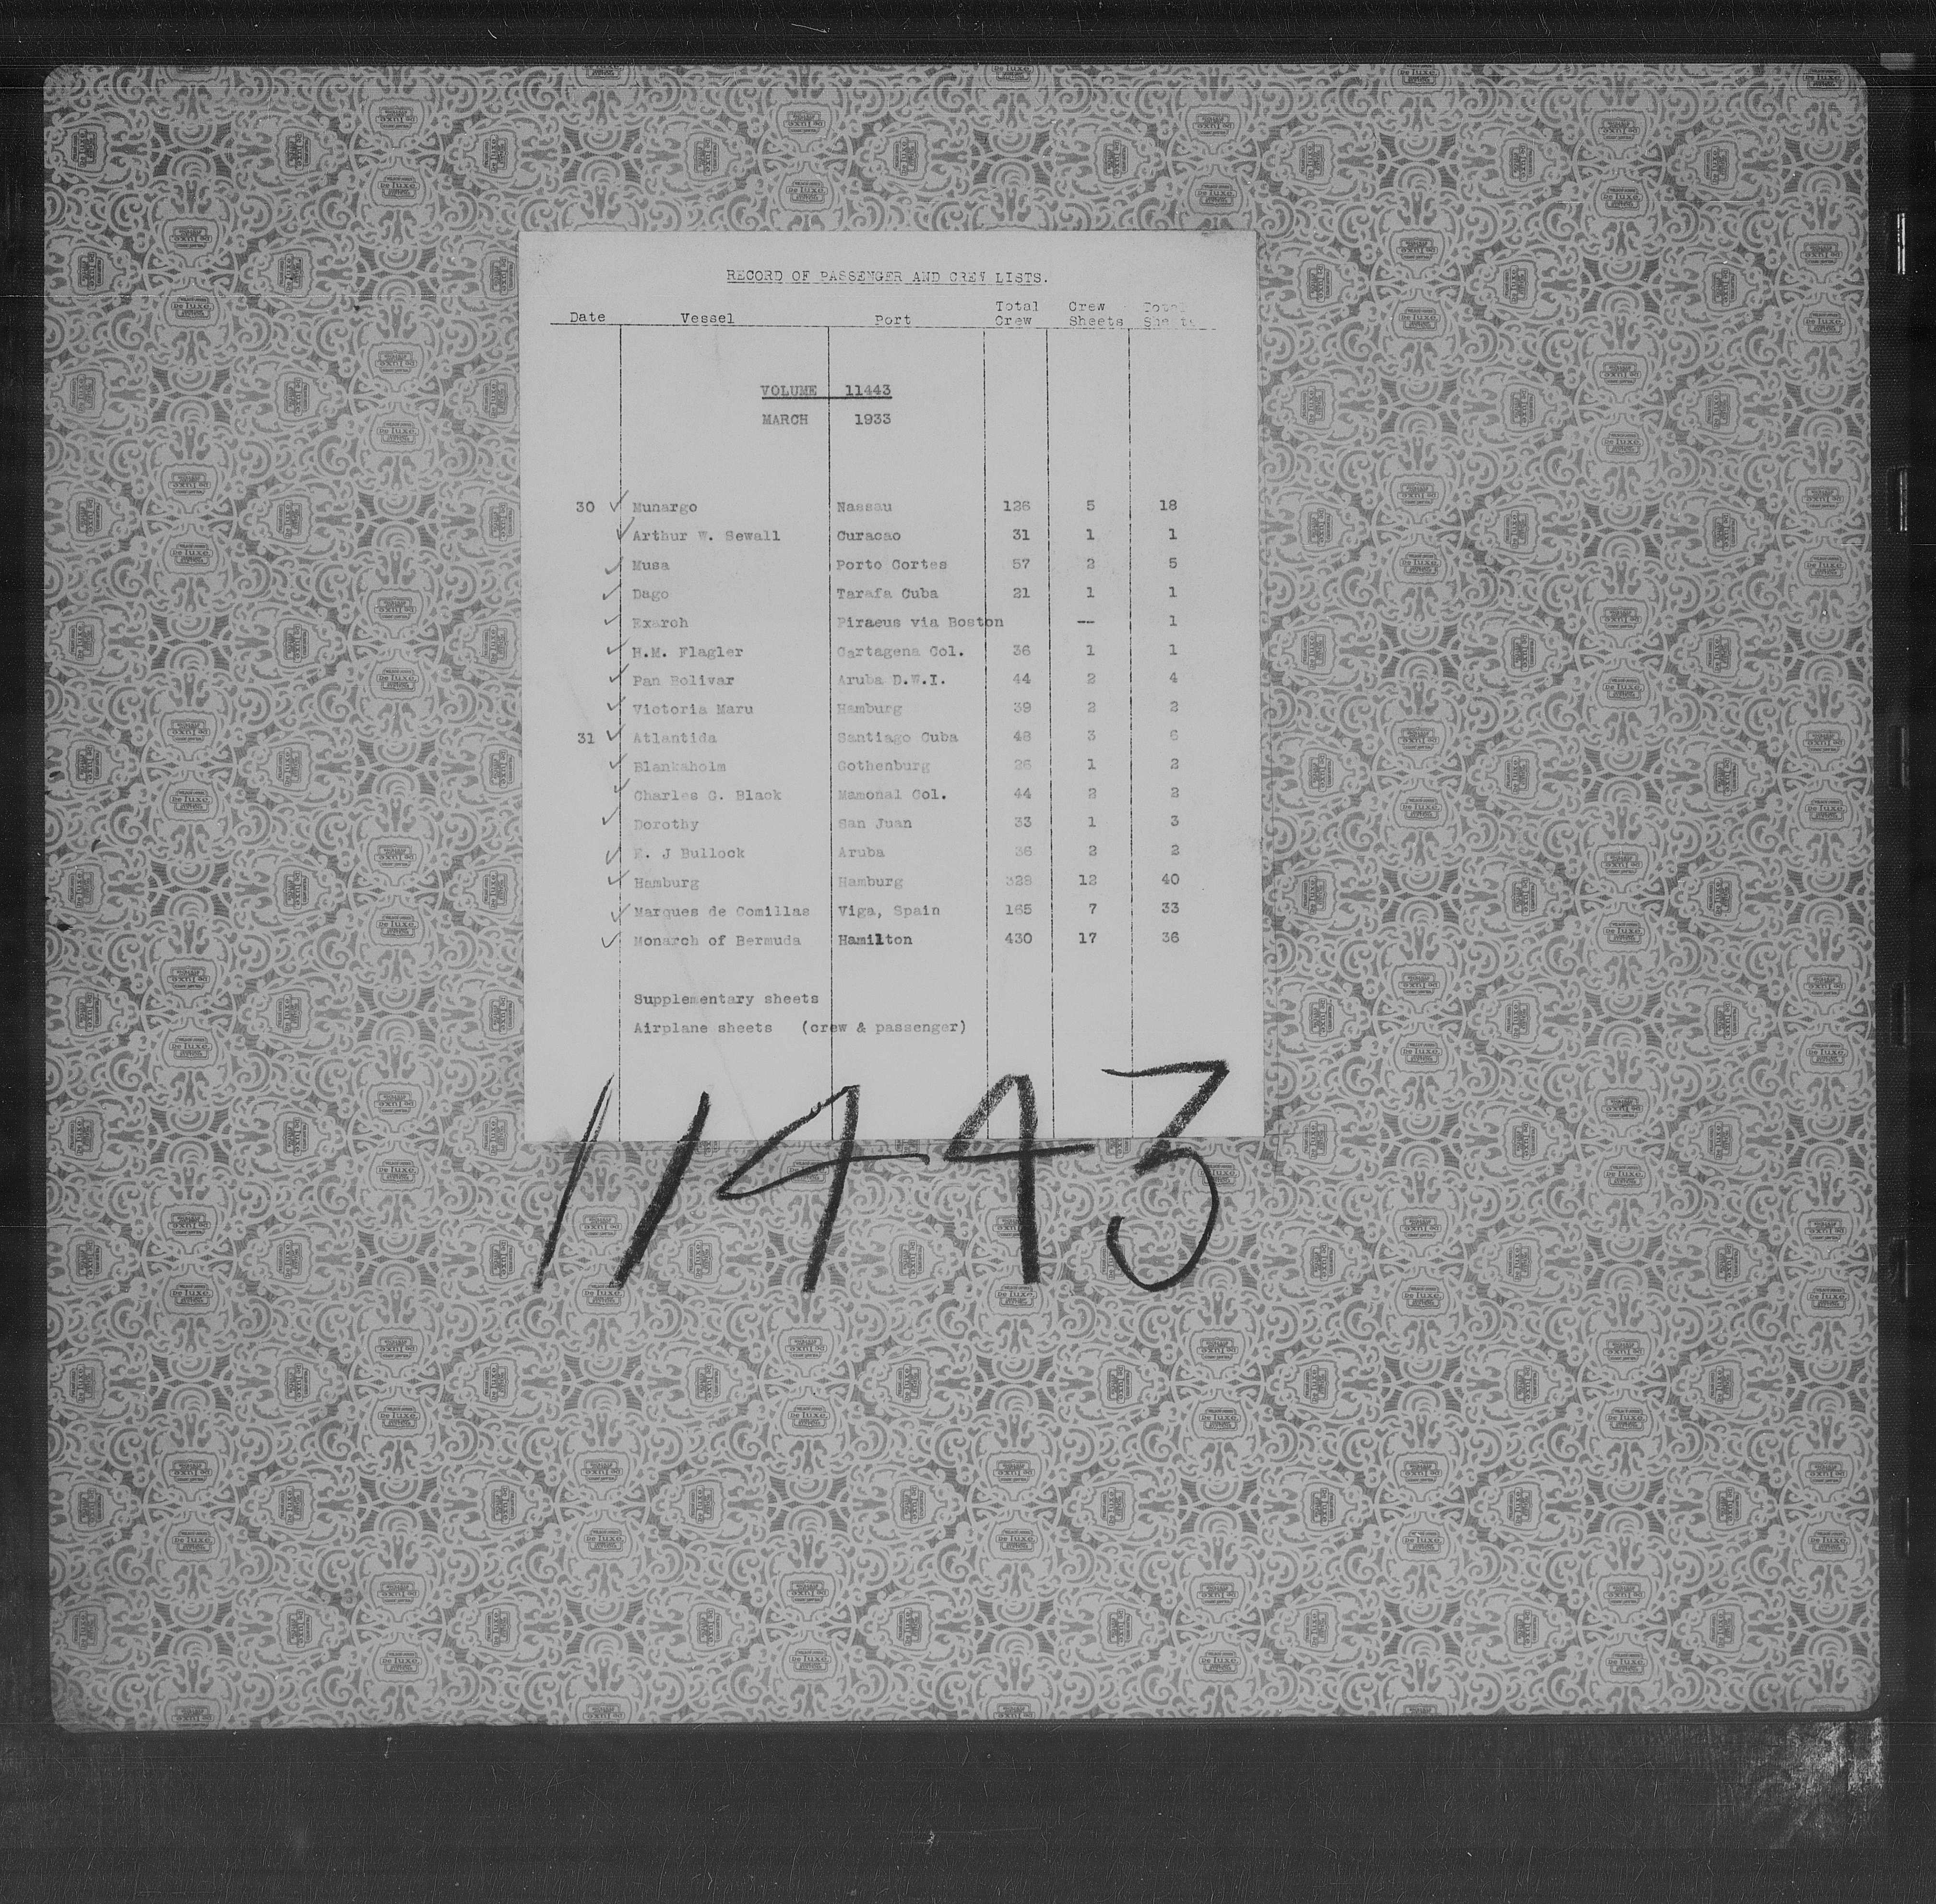 RECORD OF PASSENGER AND CREW LISTS.
Date Vessel Port Total Crew Crew Sheets Total Sheets
VOLUME 11443
MARCH 1933
30 ✓ Munargo Nassau 126 5 18
✓ Arthur W. Sewall Curacao 31 1 1
✓ Musa Porto Cortes 57 2 5
✓ Dago Tarafa Cuba 21 1 1
✓ Exarch Piraeus via Boston -- 1
✓ H.M. Flagler Cartagena Col. 36 1 1
✓ Pan Bolivar Aruba D.W.I. 44 2 4
✓ Victoria Maru Hamburg 39 2 2
31 ✓ Atlantida Santiago Cuba 48 3 6
✓ Blankaholm Gothenburg 26 1 2
✓ Charles G. Black Mamonal Col. 44 2 2
✓ Dorothy San Juan 33 1 3
✓ E. J Bullock Aruba 36 2 2
✓ Hamburg Hamburg 328 12 40
✓ Marques de Comillas Viga, Spain 165 7 33
✓ Monarch of Bermuda Hamilton 430 17 36
Supplementary sheets
Airplane sheets (crew & passenger)
11443